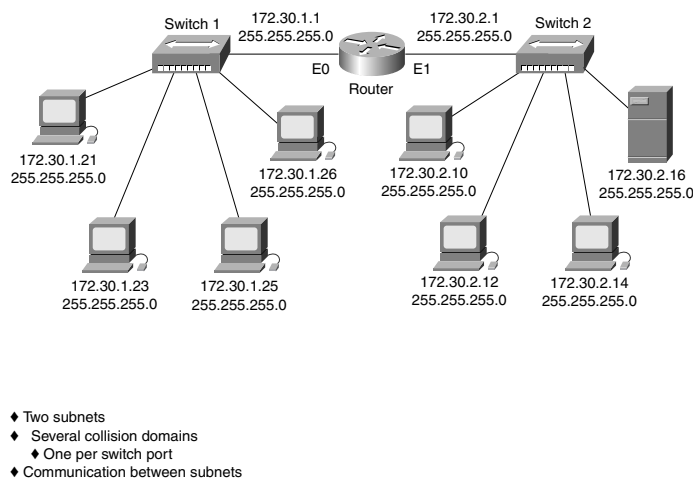 Switch 1
172.30.1.1
255.255.255.0
172.30.2.1
255.255.255.0
Switch 2
E0
E1
Router
172.30.1.21
255.255.255.0
172.30.1.26
255.255.255.0
172.30.2.10
255.255.255.0
172.30.2.16
255.255.255.0
172.30.1.23
255.255.255.0
172.30.1.25
255.255.255.0
172.30.2.12
255.255.255.0
172.30.2.14
255.255.255.0
♦ Two subnets
♦ Several collision domains
♦ One per switch port
♦ Communication between subnets